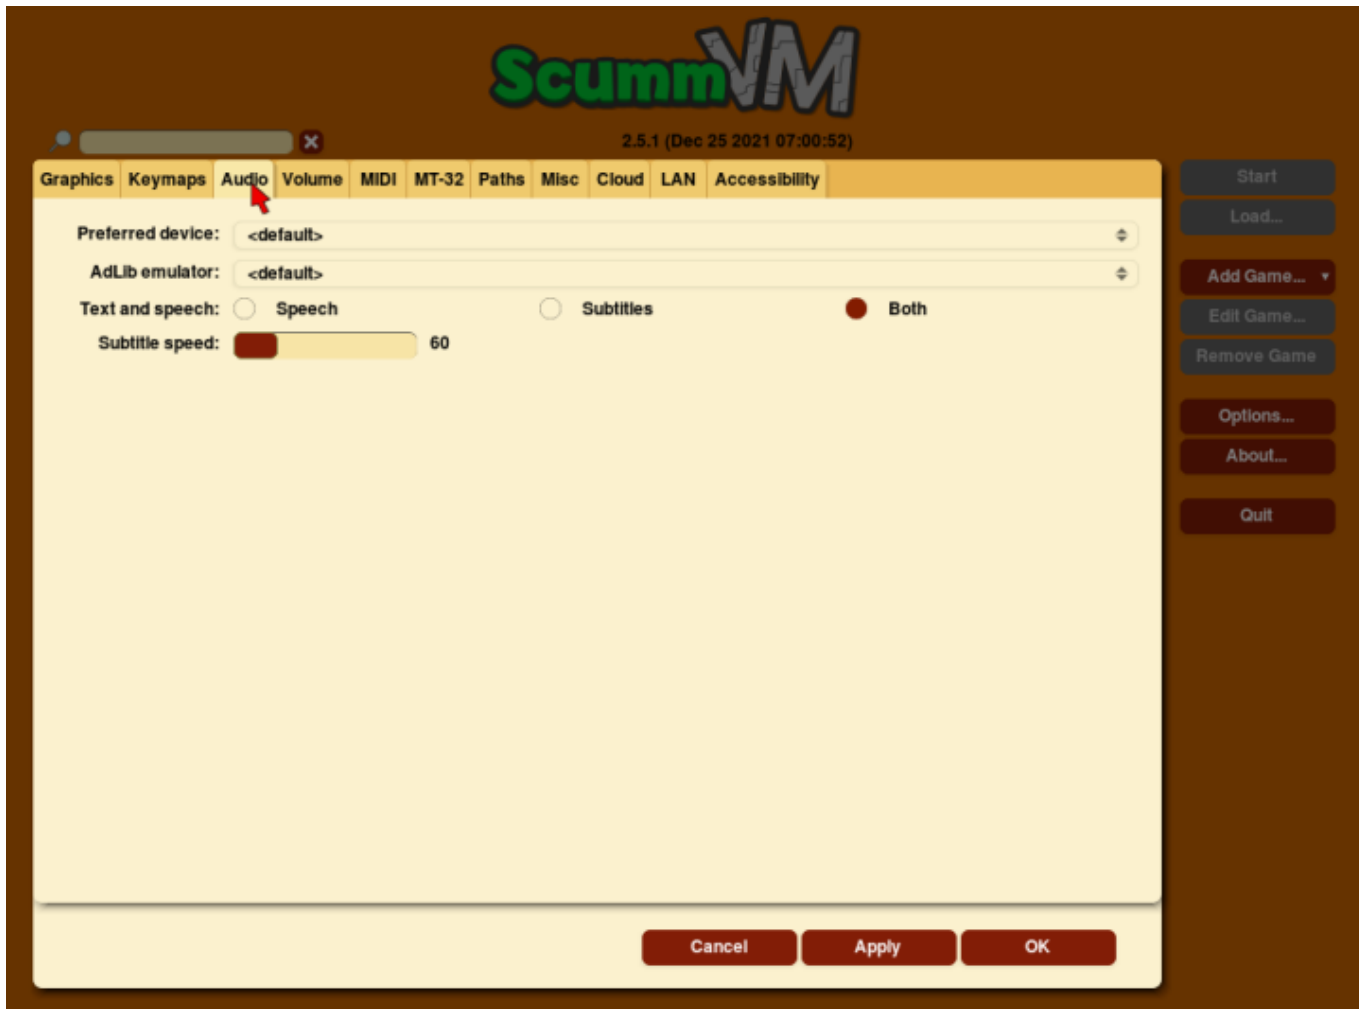 ScummVM
2.5.1 (Dec 25 2021 07:00:52)
Graphics Keymaps Audio Volume MIDI MT-32 Paths Misc Cloud LAN Accessibility
Preferred device: <default>
AdLib emulator: <default>
Text and speech: Speech Subtitles Both
Subtitle speed: 60
Cancel Apply OK
Start
Load...
Add Game...
Edit Game...
Remove Game
Options...
About...
Quit